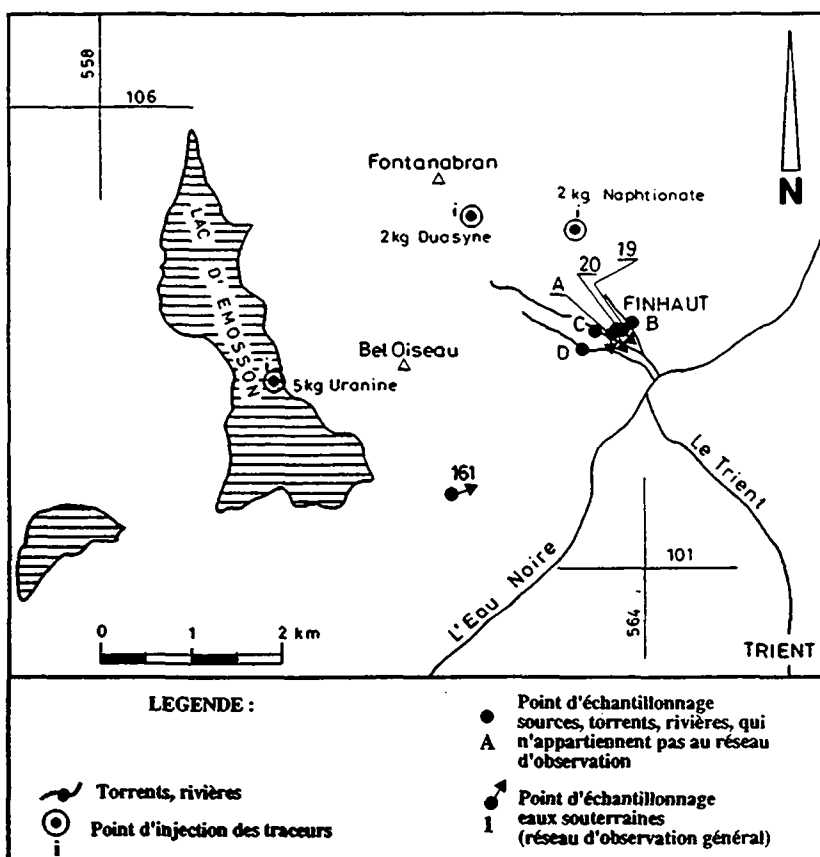 558
106
Fontanabran
i
2kg Duasyne
2 kg Naphtionate
i
N
LAC D'EMOSSON
19
20
A
FINHAUT
C
B
D
Bel Oiseau
i
5kg Uranine
161
Le Trient
L'Eau Noire
101
564
TRIENT
0 1 2 km
LEGENDE :
Torrents, rivières
i
Point d'injection des traceurs
A
Point d'échantillonnage
sources, torrents, rivières, qui
n'appartiennent pas au réseau
d'observation
1
Point d'échantillonnage
eaux souterraines
(réseau d'observation général)